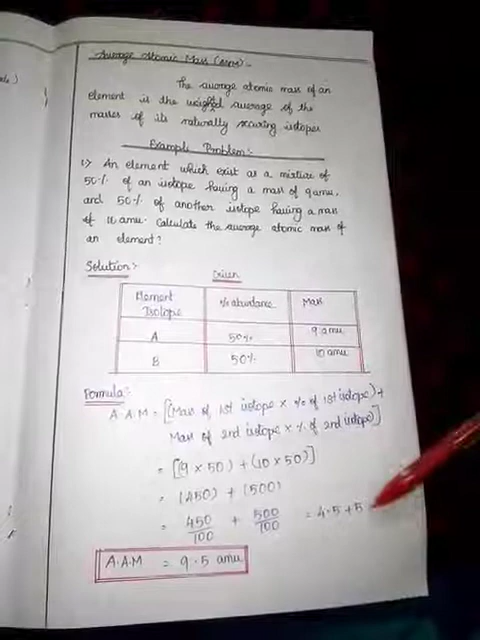 Average Atomic Mass (AAM):-
The average atomic mass of an
element is the weighted average of the
masses of its naturally occuring isotopes
Example Problem:-
1) An element which exist as a mixture of
50% of an isotope having a mass of 9 amu,
and 50% of another isotope having a mass
of 10 amu. Calculate the average atomic mass of
an element?
Solution:-
Given
Element Isotope | % abundance | Mass
A | 50% | 9 amu
B | 50% | 10 amu
Formula:-
A.A.M = [(Mass of 1st isotope × % of 1st isotope) +
Mass of 2nd isotope × % of 2nd isotope)]
= [(9 × 50) + (10 × 50)]
= (450) + (500)
= 450/100 + 500/100 = 4.5 + 5
A.A.M = 9.5 amu